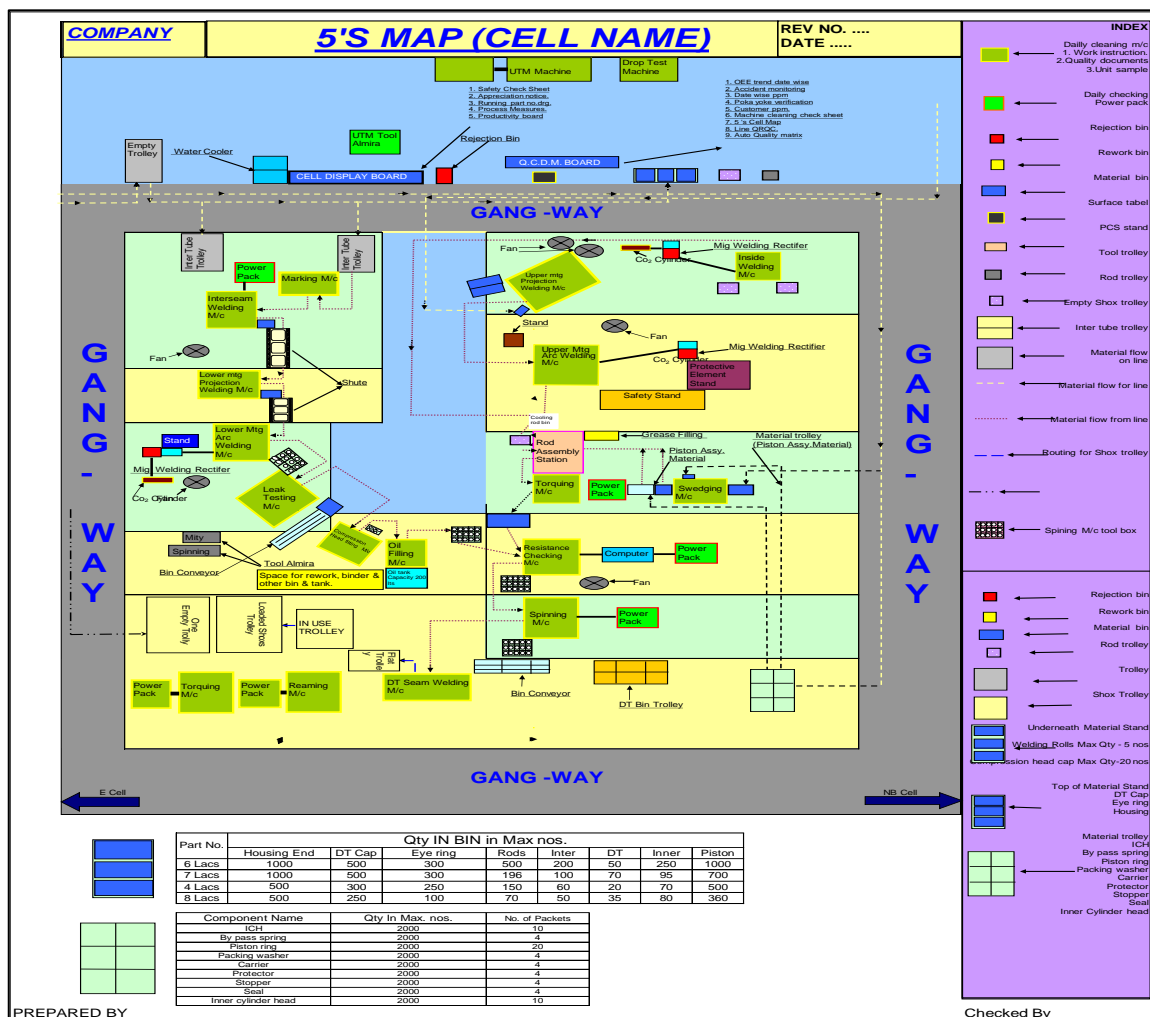 COMPANY
5'S MAP (CELL NAME)
REV NO. ....
DATE .....
UTM Machine
Drop Test
Machine
1. Safety Check Sheet
2. Appreciation notice.
3. Running part no.drg.
4. Process Measures.
5. Productivity board
1. OEE trend date wise
2. Accident monitoring
3. Date wise ppm
4. Poka yoke verification
5. Customer ppm.
6. Machine cleaning check sheet
7. 5 's Cell Map
8. Line QRQC.
9. Auto Quality matrix
Empty
Trolley
Water Cooler
UTM Tool
Almira
Rejection Bin
CELL DISPLAY BOARD
Q.C.D.M. BOARD
GANG -WAY
GANG-WAY
GANG-WAY
Inter Tube
Trolley
Power
Pack
Marking M/c
Inter Tube
Trolley
Interseam
Welding
M/c
Fan
Lower mtg
Projection
Welding M/c
Shute
Stand
Lower Mtg
Arc
Welding
M/c
Mig Welding Rectifier
Co2 Cylinder
Fan
Leak
Testing
M/c
Mity
Spinning
Tool Almira
Bin Conveyor
Compression
Head fitting M/c
Oil
Filling
M/c
Oil tank
Capacity 200
lts
Space for rework, binder &
other bin & tank.
Fan
Upper mtg
Projection
Welding M/c
Co2 Cylinder
Mig Welding Rectifier
Inside
Welding
M/c
Stand
Fan
Upper Mtg
Arc Welding
M/c
Co2 Cylinder
Mig Welding Rectifier
Protective
Element
Stand
Safety Stand
Cooling
rod bin
Rod
Assembly
Station
Grease Filling
Piston Assy.
Material
Material trolley
(Piston Assy.Material)
Torquing
M/c
Power
Pack
Swedging
M/c
Resistance
Checking
M/c
Computer
Power
Pack
Fan
Spining
M/c
Power
Pack
One
Empty Trolly
Loaded Shoxs
Trolley
IN USE
TROLLEY
Flat
Trolle
y
Power
Pack
Torquing
M/c
Power
Pack
Reaming
M/c
DT Seam Welding
M/c
Bin Conveyor
DT Bin Trolley
GANG -WAY
E Cell
NB Cell
INDEX
Dailly cleaning m/c
1. Work instruction.
2.Quality documents
3.Unit sample
Daily checking
Power pack
Rejection bin
Rework bin
Material bin
Surface tabel
PCS stand
Tool trolley
Rod trolley
Empty Shox trolley
Inter tube trolley
Material flow
on line
Material flow for line
Material flow from line
Routing for Shox trolley
Spining M/c tool box
Rejection bin
Rework bin
Material bin
Rod trolley
Trolley
Shox Trolley
Underneath Material Stand
Welding Rolls Max Qty - 5 nos
Compression head cap Max Qty-20 nos
Top of Material Stand
DT Cap
Eye ring
Housing
Material trolley
ICH
By pass spring
Piston ring
Packing washer
Carrier
Protector
Stopper
Seal
Inner Cylinder head
Part No. Qty IN BIN in Max nos.
Housing End DT Cap Eye ring Rods Inter DT Inner Piston
6 Lacs 1000 500 300 500 200 50 250 1000
7 Lacs 1000 500 300 196 100 70 95 700
4 Lacs 500 300 250 150 60 20 70 500
8 Lacs 500 250 100 70 50 35 80 360
Component Name Qty In Max. nos. No. of Packets
ICH 2000 10
By pass spring 2000 4
Piston ring 2000 20
Packing washer 2000 4
Carrier 2000 4
Protector 2000 4
Stopper 2000 4
Seal 2000 4
Inner cylinder head 2000 10
PREPARED BY
Checked By